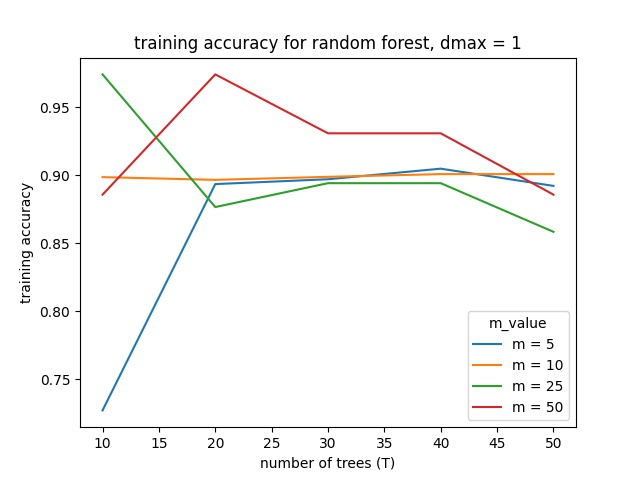 training accuracy for random forest, dmax = 1
training accuracy
0.95
0.90
0.85
0.80
0.75
m_value
m = 5
m = 10
m = 25
m = 50
10 15 20 25 30 35 40 45 50
number of trees (T)